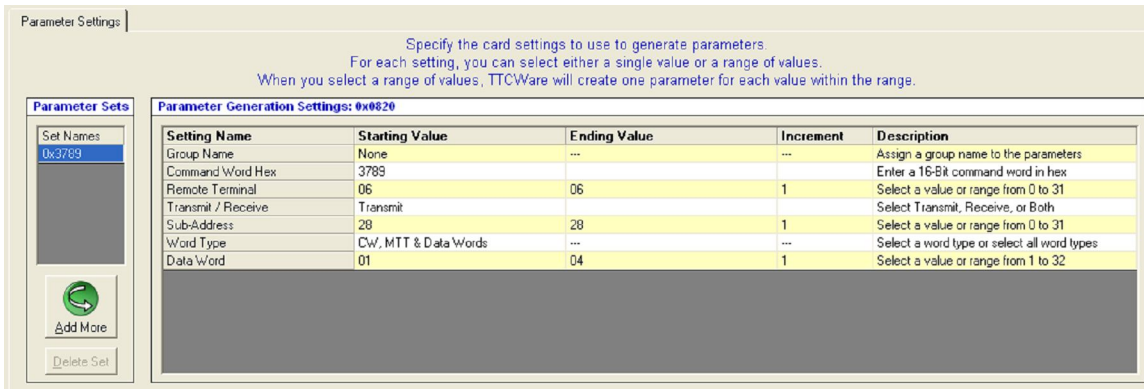 Parameter Settings
Specify the card settings to use to generate parameters.
For each setting, you can select either a single value or a range of values.
When you select a range of values, TTCWare will create one parameter for each value within the range.
Parameter Sets
Set Names
0x3789
Add More
Delete Set
Parameter Generation Settings: 0x0820
Setting Name Starting Value Ending Value Increment Description
Group Name None --- --- Assign a group name to the parameters
Command Word Hex 3789 Enter a 16-Bit command word in hex
Remote Terminal 06 06 1 Select a value or range from 0 to 31
Transmit / Receive Transmit Select Transmit, Receive, or Both
Sub-Address 28 28 1 Select a value or range from 0 to 31
Word Type CW, MTT & Data Words --- --- Select a word type or select all word types
Data Word 01 04 1 Select a value or range from 1 to 32